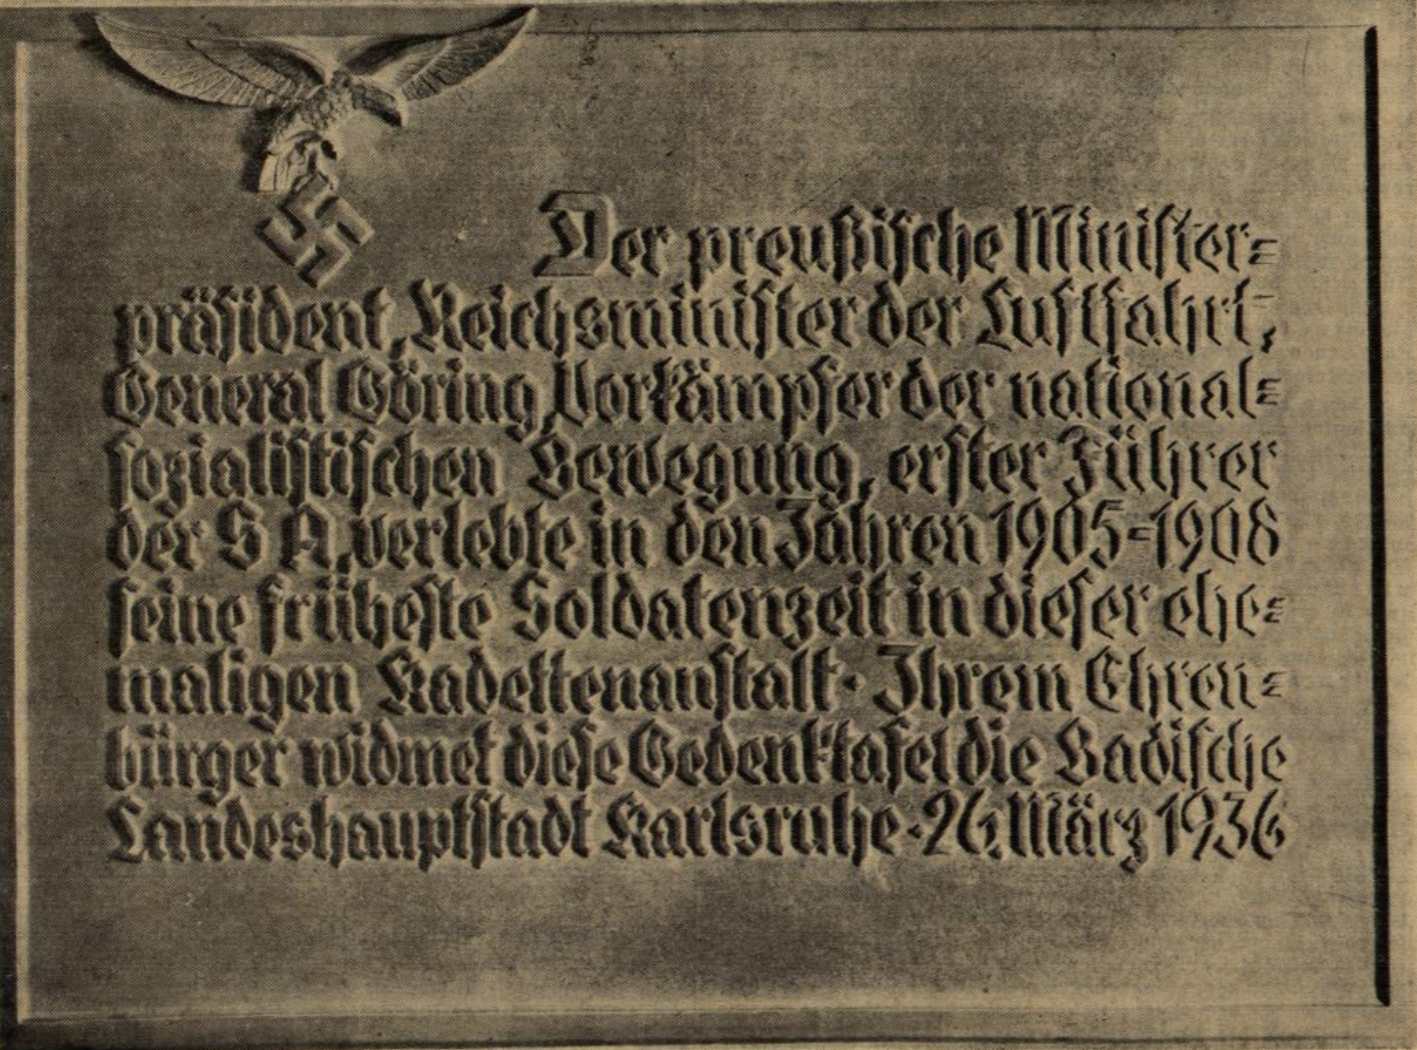 Der preußische Minister=
präsident, Reichsminister der Luftfahrt,
General Göring, Vorkämpfer der national=
sozialistischen Bewegung, erster Führer
der S A, verlebte in den Jahren 1905=1908
seine früheste Soldatenzeit in dieser ehe=
maligen Kadettenanstalt · Ihrem Ehren=
bürger widmet diese Gedenktafel die Badische
Landeshauptstadt Karlsruhe · 26. März 1936